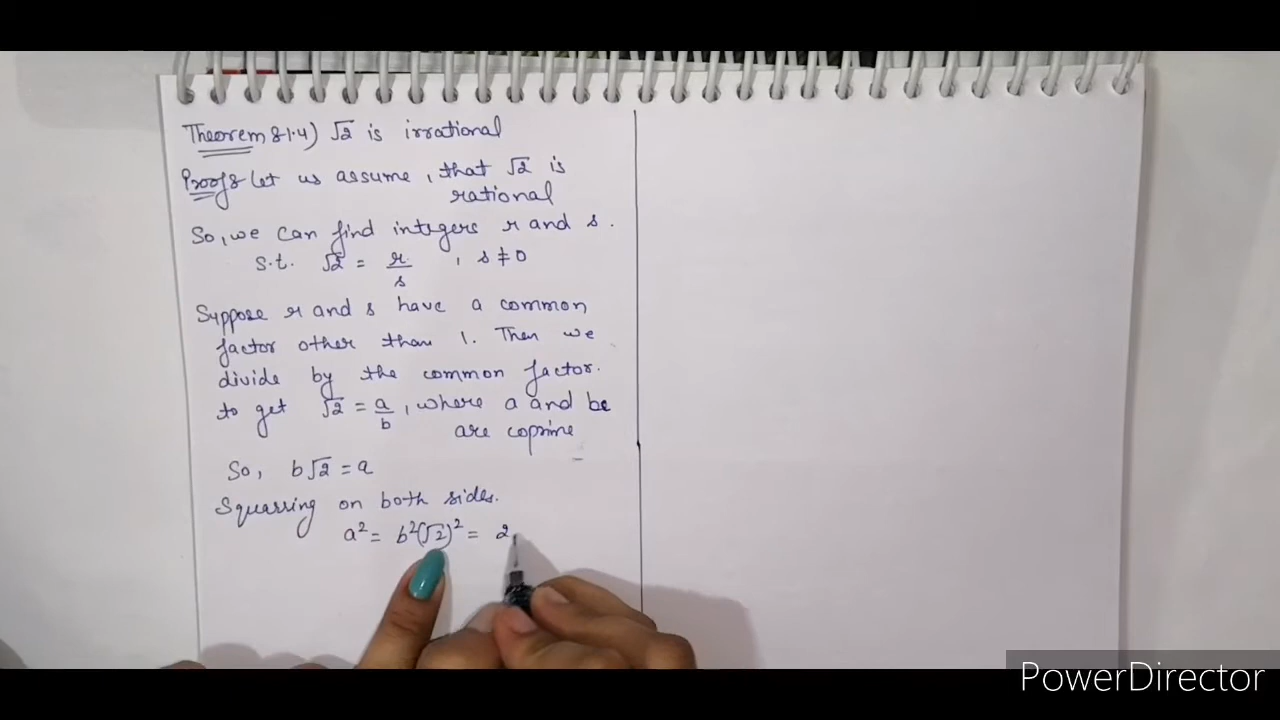 Theorem 1.4) √2 is irrational
Proof: Let us assume, that √2 is
rational
So, we can find integers r and s.
s.t. √2 = r/s , s ≠ 0
Suppose r and s have a common
factor other than 1. Then we
divide by the common factor.
to get √2 = a/b, where a and be
are coprime
So, b√2 = a
Squarring on both sides.
a² = b²(√2)² = 2
PowerDirector